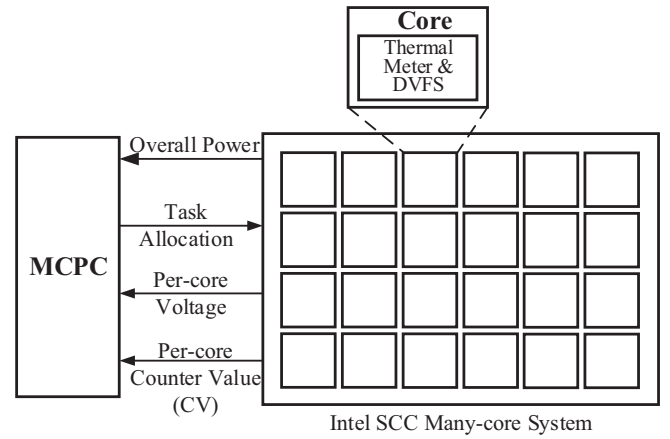 Core
Thermal
Meter &
DVFS
Overall Power
Task
Allocation
MCPC
Per-core
Voltage
Per-core
Counter Value
(CV)
Intel SCC Many-core System